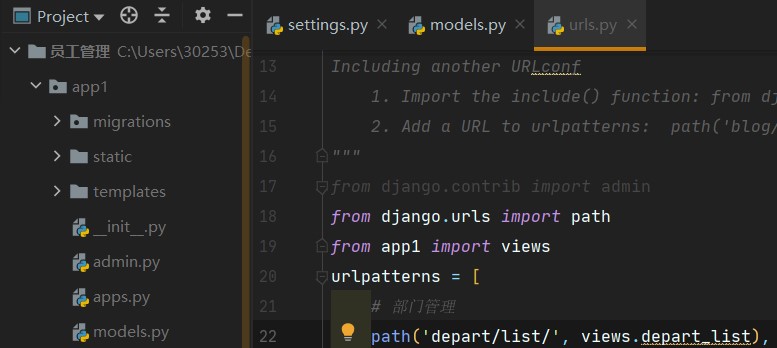 Project
员工管理 C:\Users\30253\De
app1
migrations
static
templates
__init__.py
admin.py
apps.py
models.py
settings.py
models.py
urls.py
13 Including another URLconf
14 1. Import the include() function: from dj
15 2. Add a URL to urlpatterns: path('blog/
16 """
17 from django.contrib import admin
18 from django.urls import path
19 from app1 import views
20 urlpatterns = [
21 # 部门管理
22 path('depart/list/', views.depart_list),